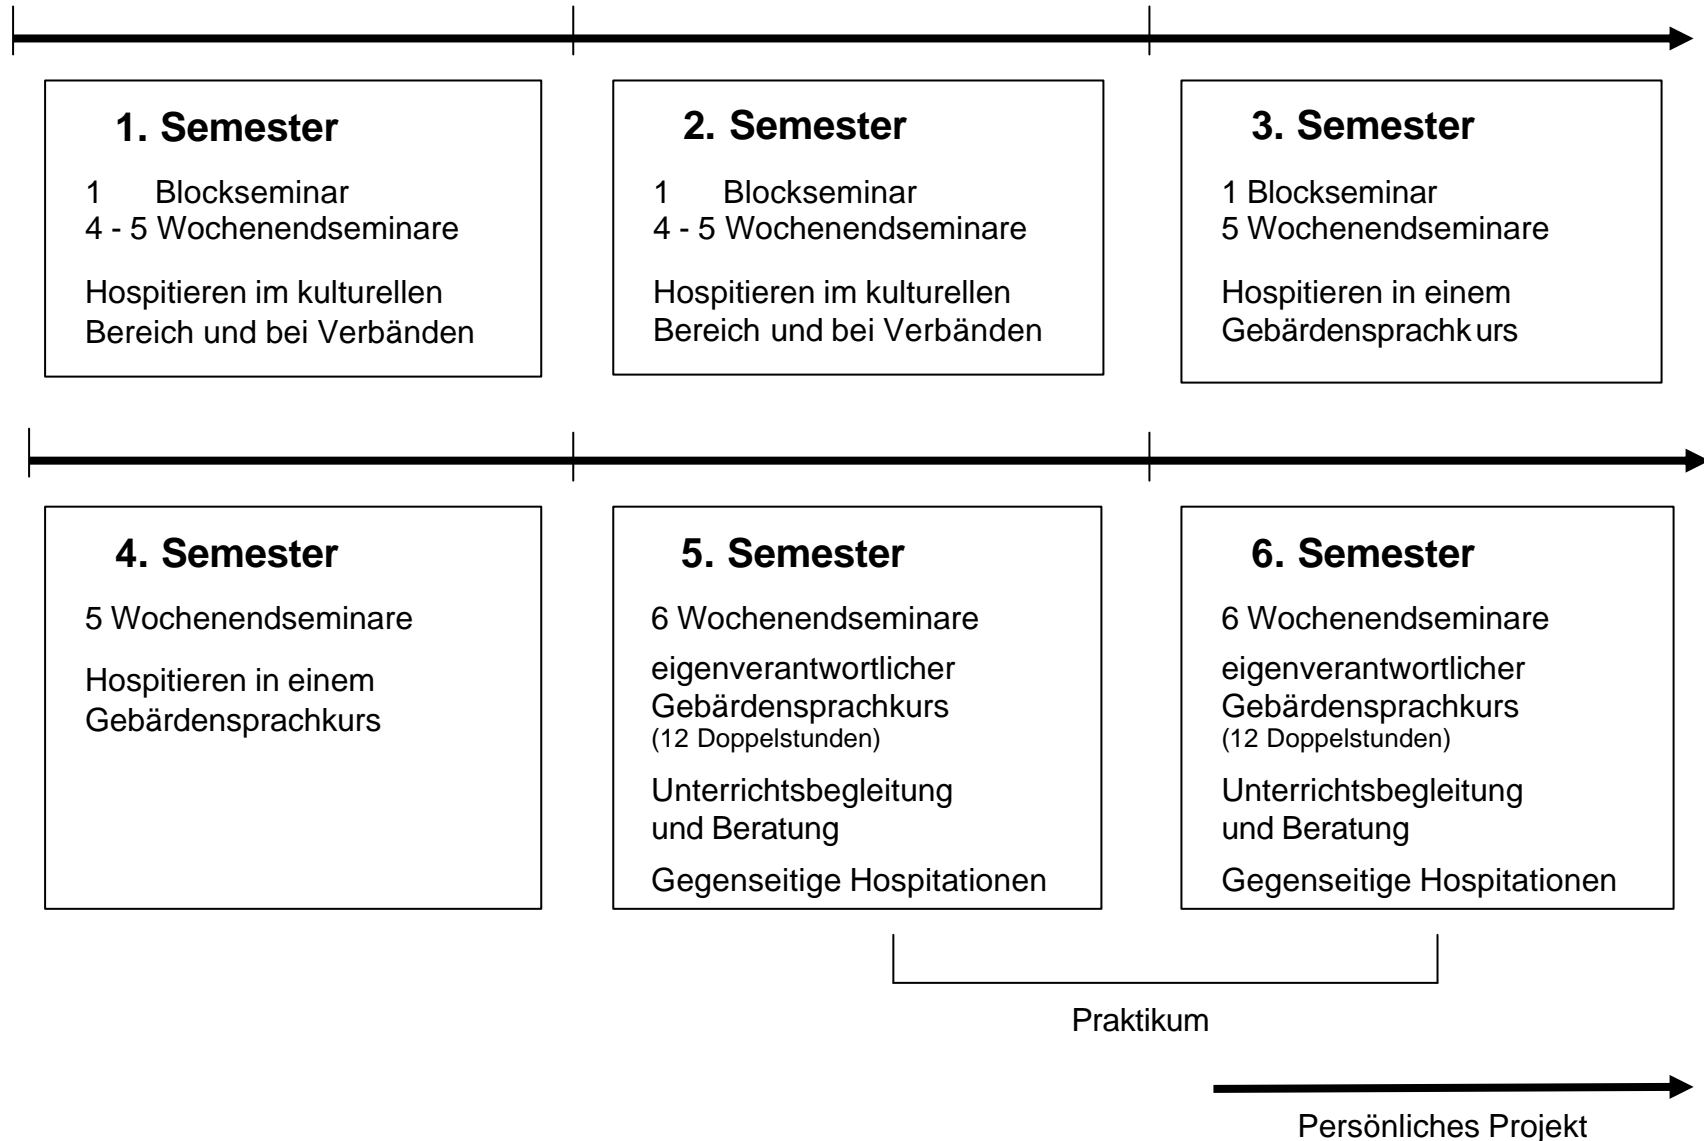 1. Semester
1 Blockseminar
4 - 5 Wochenendseminare
Hospitieren im kulturellen
Bereich und bei Verbänden
2. Semester
1 Blockseminar
4 - 5 Wochenendseminare
Hospitieren im kulturellen
Bereich und bei Verbänden
3. Semester
1 Blockseminar
5 Wochenendseminare
Hospitieren in einem
Gebärdensprachkurs
4. Semester
5 Wochenendseminare
Hospitieren in einem
Gebärdensprachkurs
5. Semester
6 Wochenendseminare
eigenverantwortlicher
Gebärdensprachkurs
(12 Doppelstunden)
Unterrichtsbegleitung
und Beratung
Gegenseitige Hospitationen
6. Semester
6 Wochenendseminare
eigenverantwortlicher
Gebärdensprachkurs
(12 Doppelstunden)
Unterrichtsbegleitung
und Beratung
Gegenseitige Hospitationen
Praktikum
Persönliches Projekt